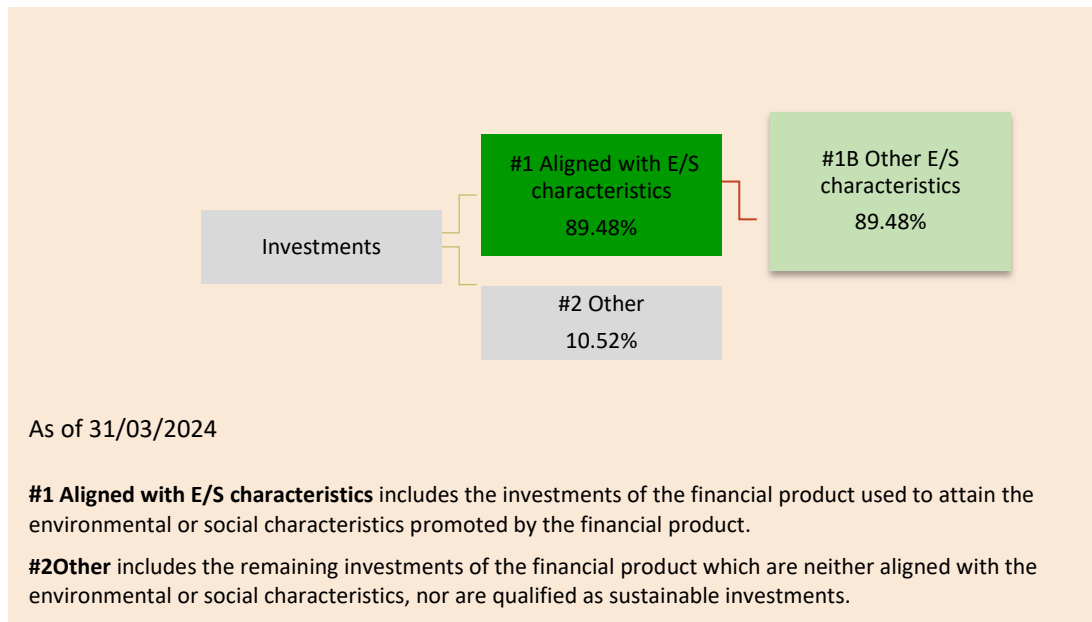 #1 Aligned with E/S
characteristics
89.48%
#1B Other E/S
characteristics
89.48%
Investments
#2 Other
10.52%
As of 31/03/2024
#1 Aligned with E/S characteristics includes the investments of the financial product used to attain the
environmental or social characteristics promoted by the financial product.
#2Other includes the remaining investments of the financial product which are neither aligned with the
environmental or social characteristics, nor are qualified as sustainable investments.